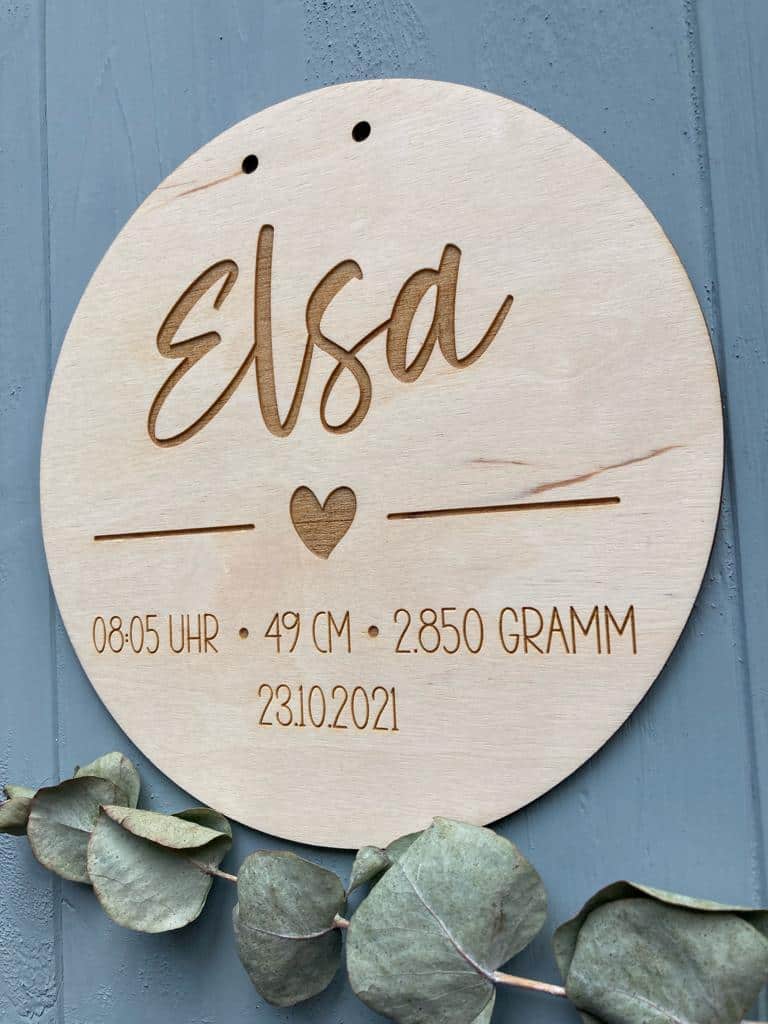 Elsa
08:05 UHR • 49 CM • 2.850 GRAMM
23.10.2021